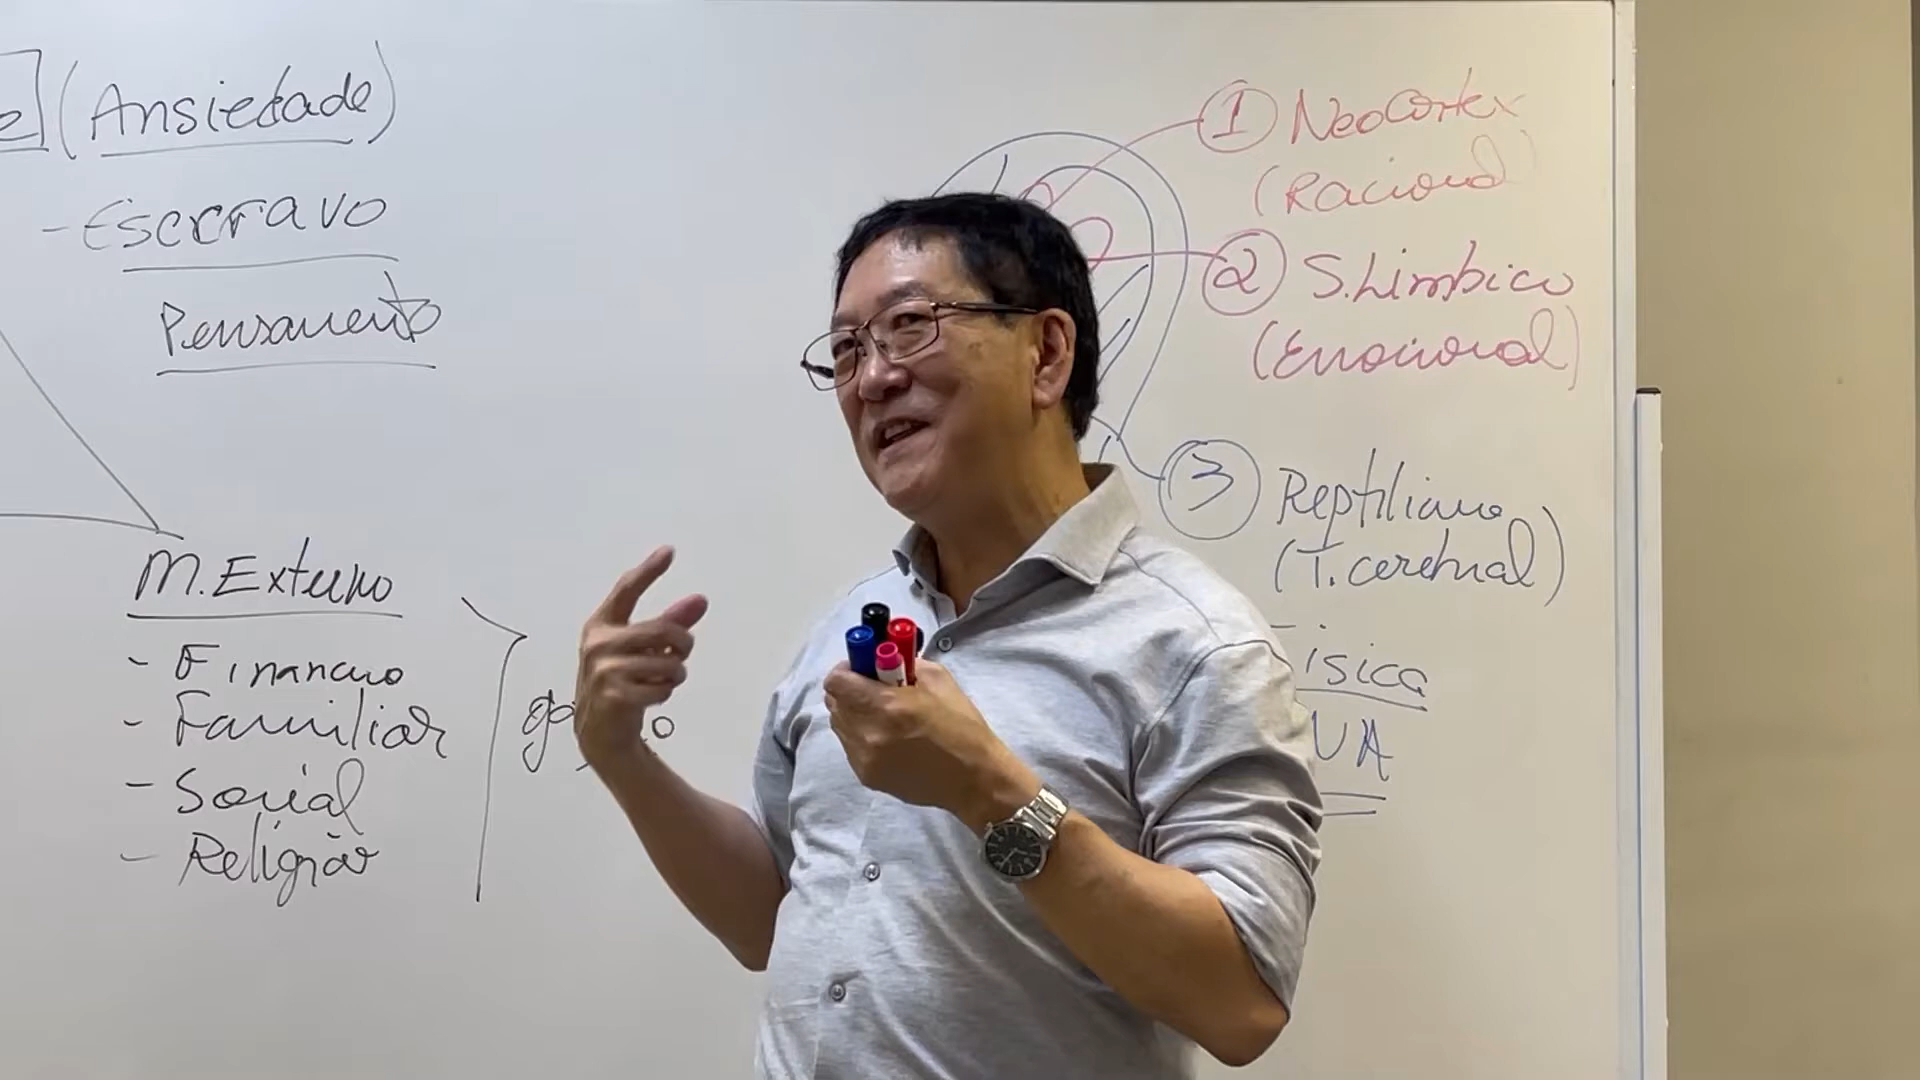 (Ansiedade)
- Escravo
Pensamento
M. Externo
- Financeiro
- Familiar
- Social
- Religião
1 Neocortex
(Racional)
2 S. Limbico
(Emocional)
3 Reptiliano
(T. cerebral)